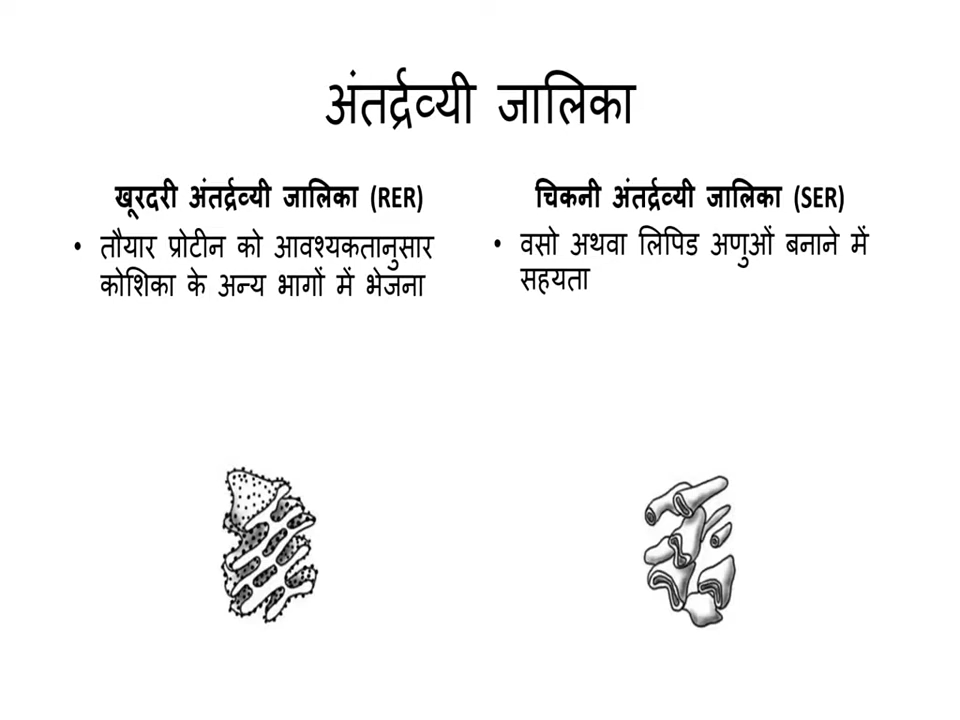 अंतर्द्रव्यी जालिका
खूरदरी अंतर्द्रव्यी जालिका (RER)
• तौयार प्रोटीन को आवश्यकतानुसार
कोशिका के अन्य भागों में भेजना
चिकनी अंतर्द्रव्यी जालिका (SER)
• वसो अथवा लिपिड अणुओं बनाने में
सहयता